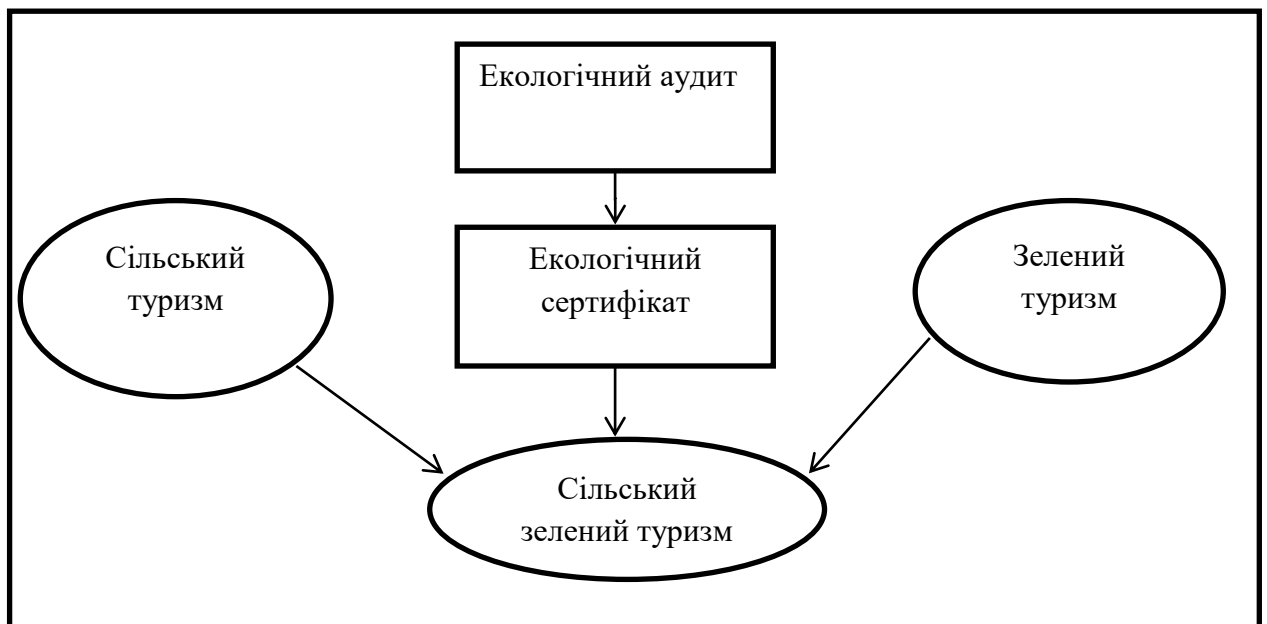 Екологічний аудит
Сільський
туризм
Екологічний
сертифікат
Зелений
туризм
Сільський
зелений туризм